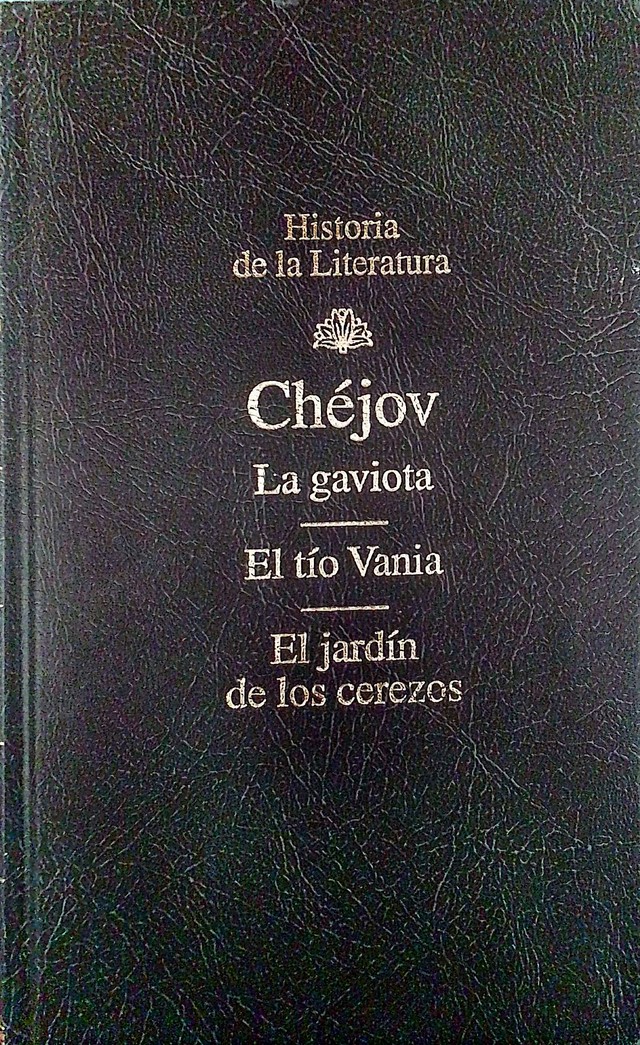 Historia
de la Literatura
Chéjov
La gaviota
El tío Vania
El jardín
de los cerezos